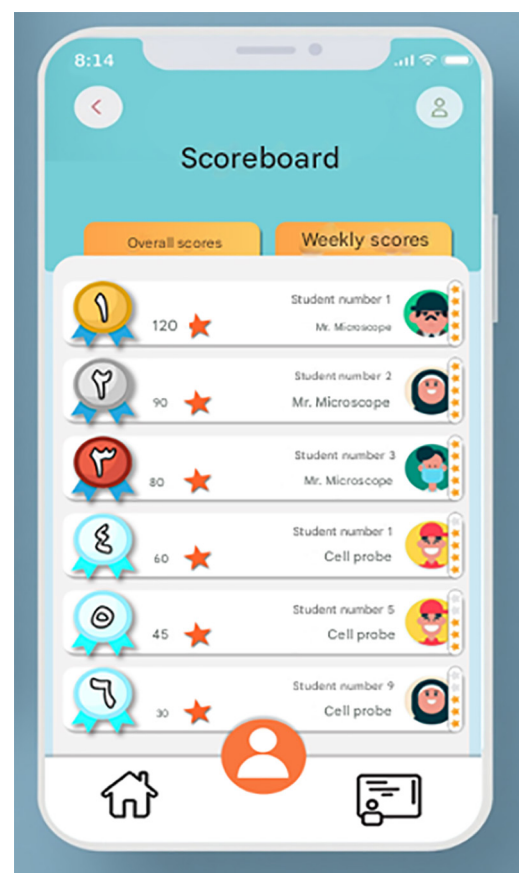 8:14
Scoreboard
Overall scores
Weekly scores
١
120
Student number 1
Mr. Microscope
٢
90
Student number 2
Mr. Microscope
٣
80
Student number 3
Mr. Microscope
٤
60
Student number 1
Cell probe
٥
45
Student number 5
Cell probe
٦
30
Student number 9
Cell probe